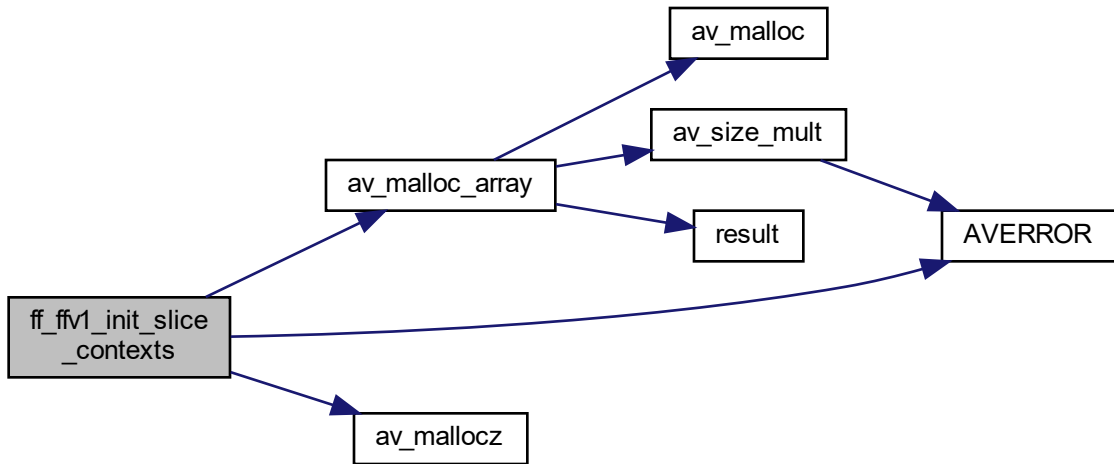 av_malloc
av_size_mult
av_malloc_array
result
AVERROR
ff_ffv1_init_slice
_contexts
av_mallocz